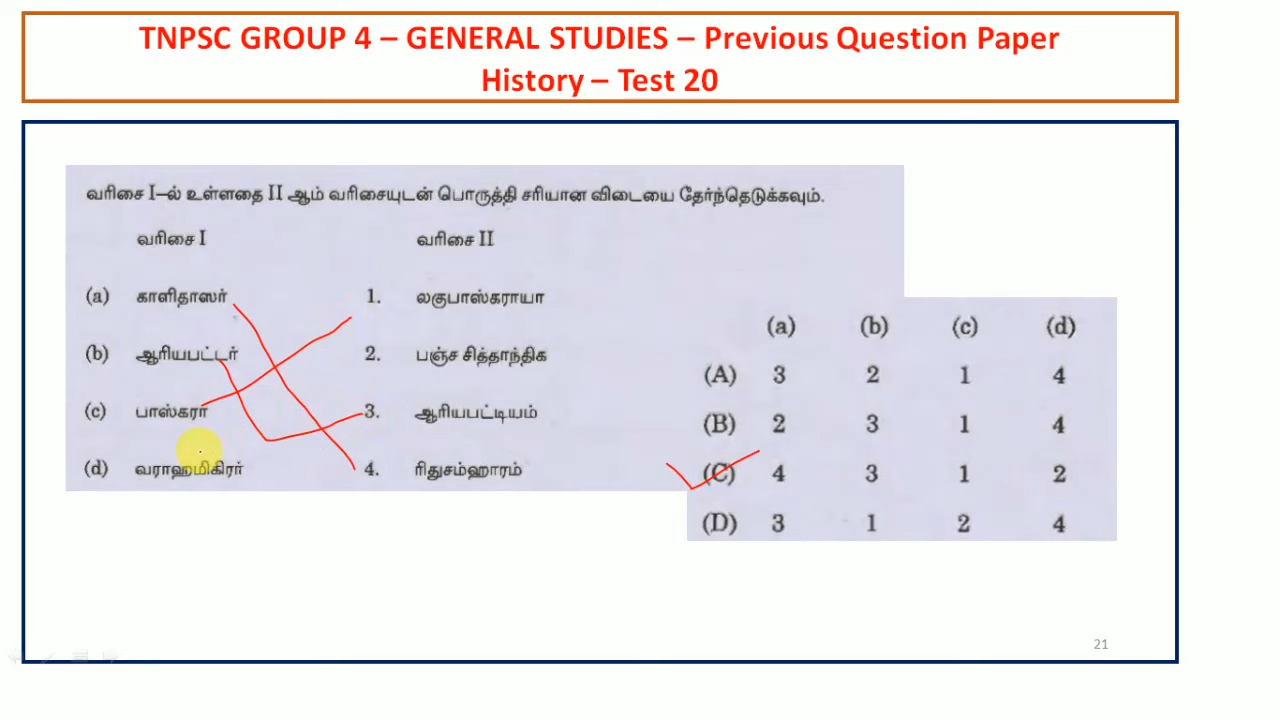 TNPSC GROUP 4 – GENERAL STUDIES – Previous Question Paper
History – Test 20
வரிசை I–ல் உள்ளதை II ஆம் வரிசையுடன் பொருத்தி சரியான விடையை தேர்ந்தெடுக்கவும்.
வரிசை I வரிசை II
(a) காளிதாஸர் 1. லகுபாஸ்கராயா
(b) ஆரியபட்டர் 2. பஞ்ச சித்தாந்திக
(c) பாஸ்கரா 3. ஆரியபட்டியம்
(d) வராஹமிகிரர் 4. ரிதுசம்ஹாரம்
(a) (b) (c) (d)
(A) 3 2 1 4
(B) 2 3 1 4
(C) 4 3 1 2
(D) 3 1 2 4
21